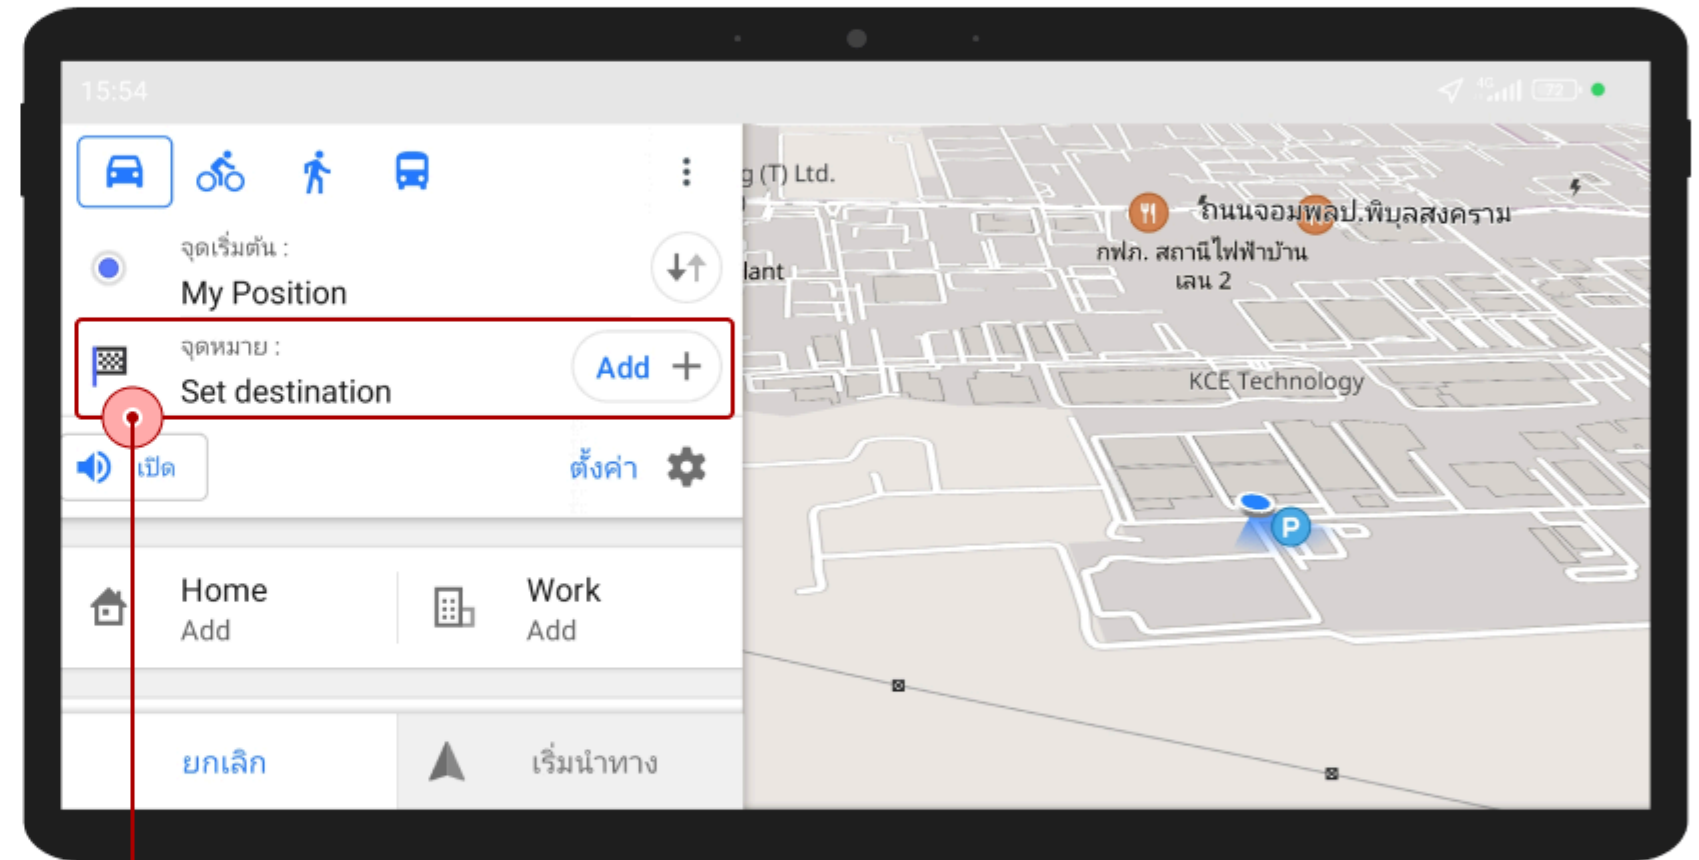 15:54
4G
72
จุดเริ่มต้น :
My Position
จุดหมาย :
Set destination
Add
เปิด
ตั้งค่า
Home
Add
Work
Add
ยกเลิก
เริ่มนำทาง
g (T) Ltd.
lant
ถนนจอมพลป.พิบุลสงคราม
กฟภ. สถานีไฟฟ้าบ้าน
เลน 2
KCE Technology
P